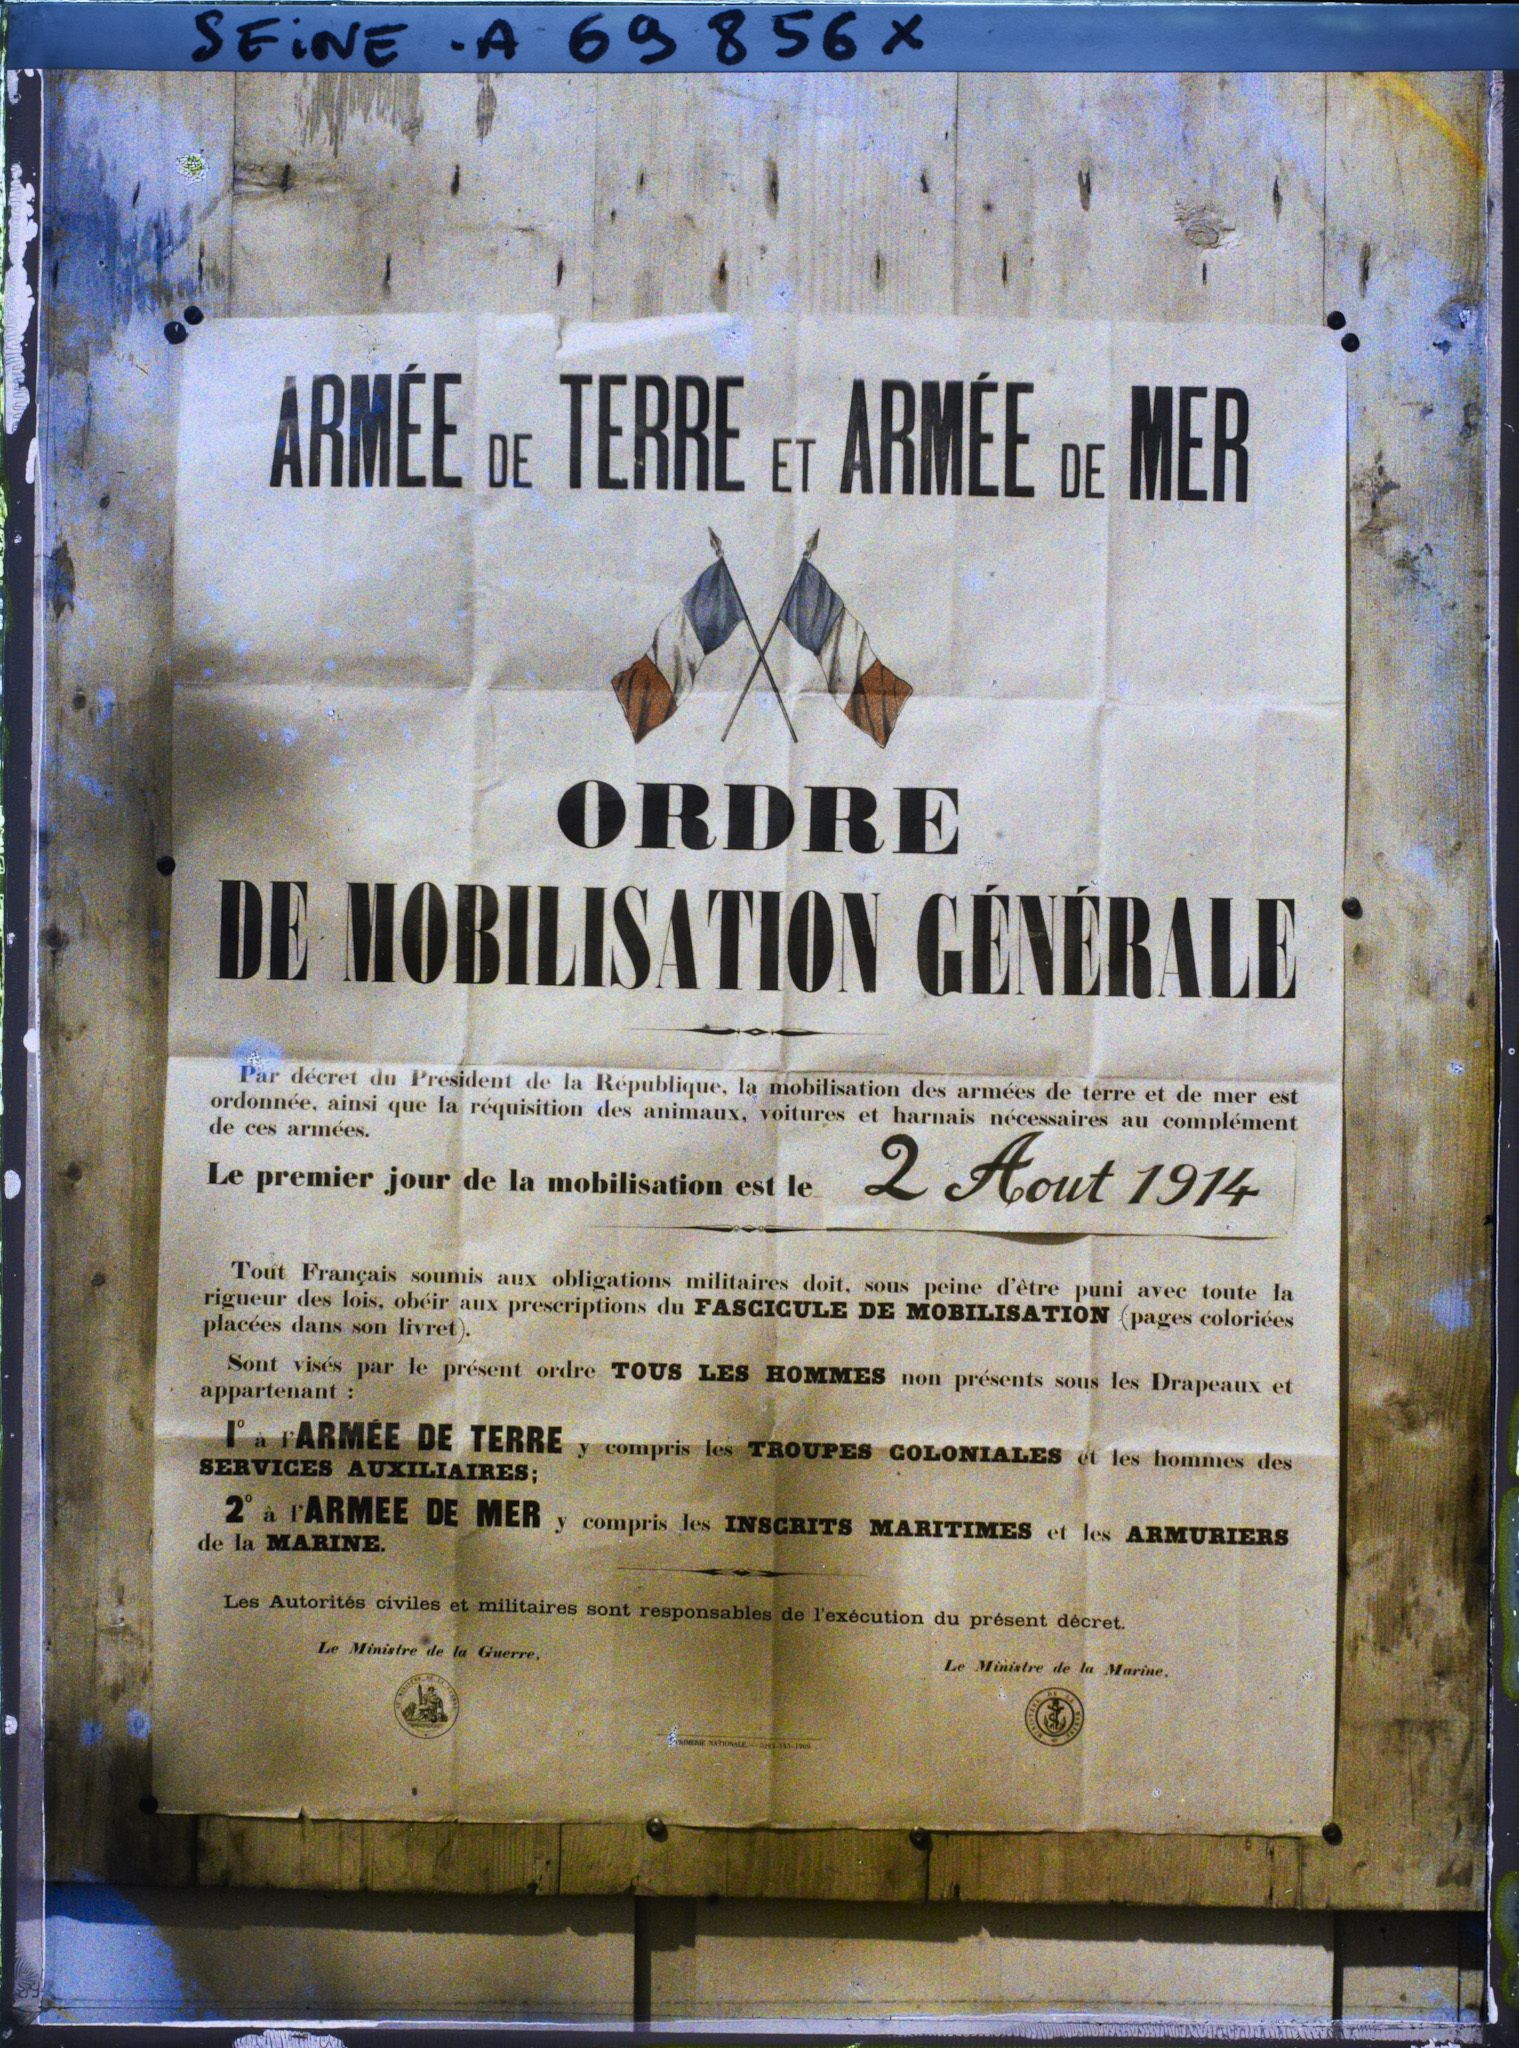 SEINE - A 69 856 X
ARMÉE DE TERRE ET ARMÉE DE MER
ORDRE
DE MOBILISATION GÉNÉRALE
Par décret du Président de la République, la mobilisation des armées de terre et de mer est
ordonnée, ainsi que la réquisition des animaux, voitures et harnais nécessaires au complément
de ces armées.
Le premier jour de la mobilisation est le 2 Aout 1914
Tout Français soumis aux obligations militaires doit, sous peine d'être puni avec toute la
rigueur des lois, obéir aux prescriptions du FASCICULE DE MOBILISATION (pages coloriées
placées dans son livret).
Sont visés par le présent ordre TOUS LES HOMMES non présents sous les Drapeaux et
appartenant :
1° à l'ARMÉE DE TERRE y compris les TROUPES COLONIALES et les hommes des
SERVICES AUXILIAIRES;
2° à l'ARMEE DE MER y compris les INSCRITS MARITIMES et les ARMURIERS
de la MARINE.
Les Autorités civiles et militaires sont responsables de l'exécution du présent décret.
Le Ministre de la Guerre,
Le Ministre de la Marine,
NATIONALE